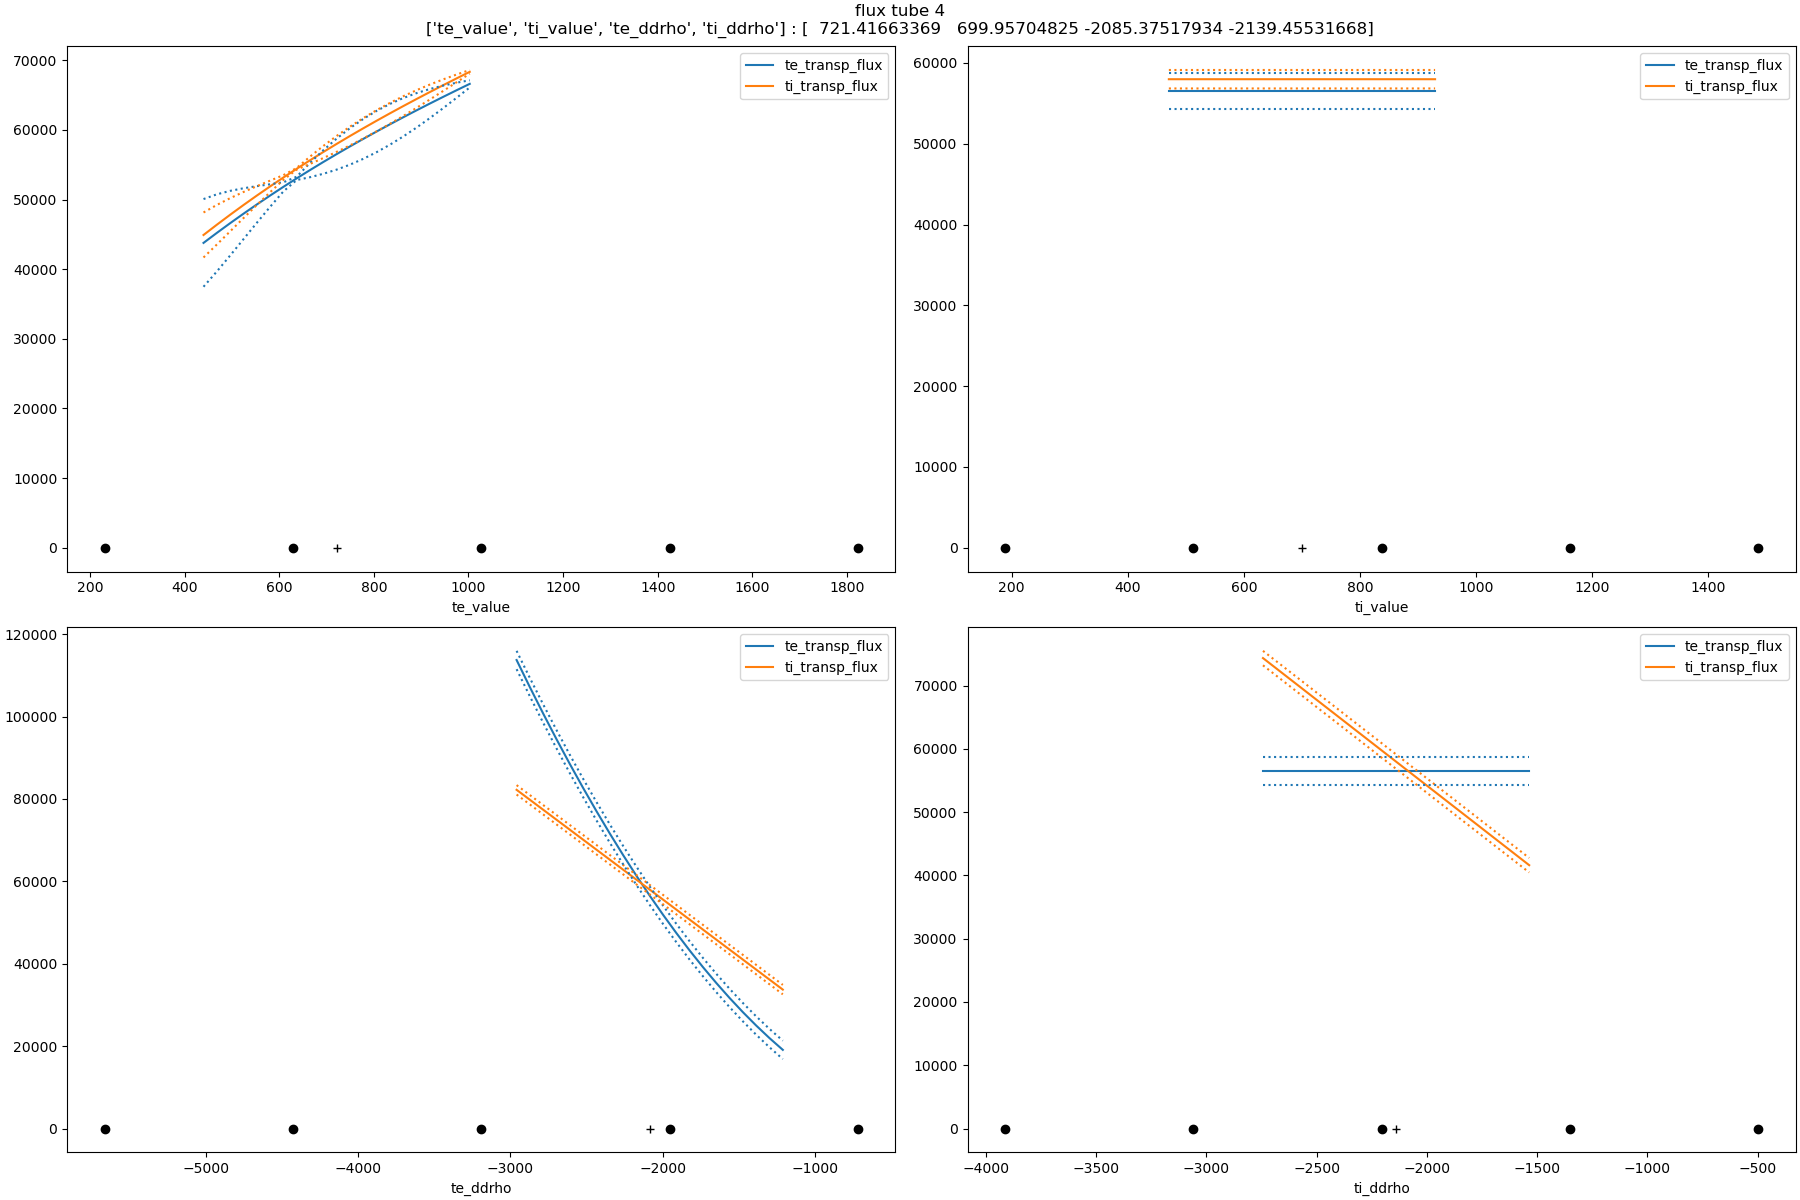 flux tube 4
['te_value', 'ti_value', 'te_ddrho', 'ti_ddrho'] : [  721.41663369   699.95704825 -2085.37517934 -2139.45531668]
70000
60000
50000
40000
30000
20000
10000
0
te_transp_flux
ti_transp_flux
200 400 600 800 1000 1200 1400 1600 1800
te_value
60000
50000
40000
30000
20000
10000
0
te_transp_flux
ti_transp_flux
200 400 600 800 1000 1200 1400
ti_value
120000
100000
80000
60000
40000
20000
0
te_transp_flux
ti_transp_flux
−5000 −4000 −3000 −2000 −1000
te_ddrho
70000
60000
50000
40000
30000
20000
10000
0
te_transp_flux
ti_transp_flux
−4000 −3500 −3000 −2500 −2000 −1500 −1000 −500
ti_ddrho